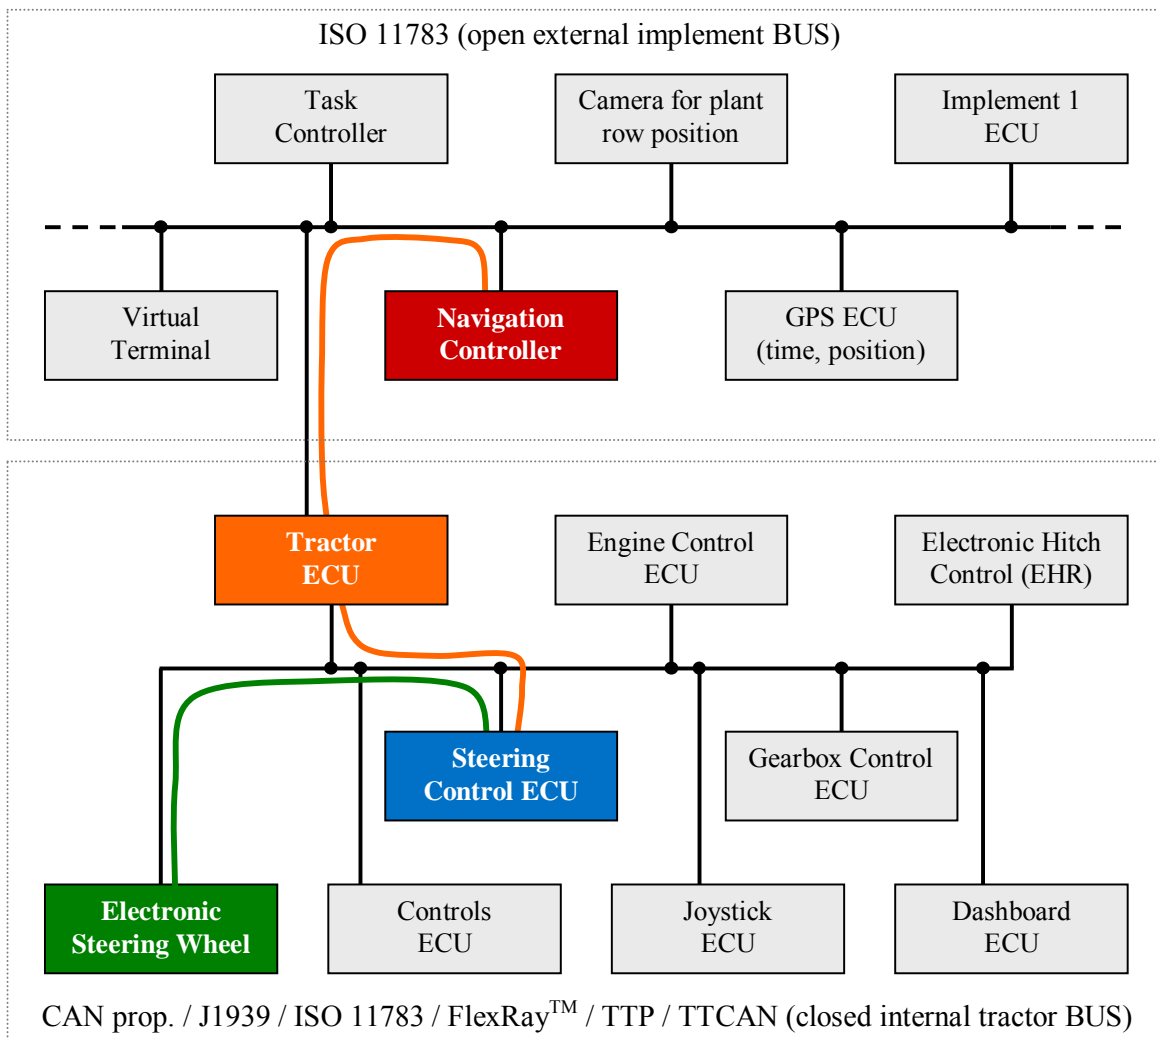 ISO 11783 (open external implement BUS)
Task
Controller
Camera for plant
row position
Implement 1
ECU
Virtual
Terminal
Navigation
Controller
GPS ECU
(time, position)
Tractor
ECU
Engine Control
ECU
Electronic Hitch
Control (EHR)
Steering
Control ECU
Gearbox Control
ECU
Electronic
Steering Wheel
Controls
ECU
Joystick
ECU
Dashboard
ECU
CAN prop. / J1939 / ISO 11783 / FlexRay™ / TTP / TTCAN (closed internal tractor BUS)